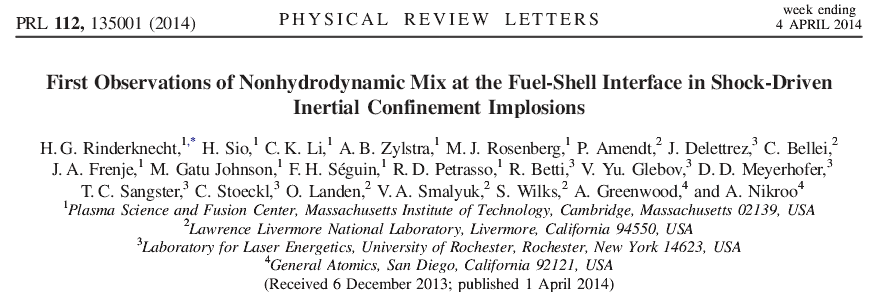 PRL 112, 135001 (2014)
PHYSICAL REVIEW LETTERS
week ending
4 APRIL 2014
First Observations of Nonhydrodynamic Mix at the Fuel-Shell Interface in Shock-Driven
Inertial Confinement Implosions
H. G. Rinderknecht,1,* H. Sio,1 C. K. Li,1 A. B. Zylstra,1 M. J. Rosenberg,1 P. Amendt,2 J. Delettrez,3 C. Bellei,2
J. A. Frenje,1 M. Gatu Johnson,1 F. H. Séguin,1 R. D. Petrasso,1 R. Betti,3 V. Yu. Glebov,3 D. D. Meyerhofer,3
T. C. Sangster,3 C. Stoeckl,3 O. Landen,2 V. A. Smalyuk,2 S. Wilks,2 A. Greenwood,4 and A. Nikroo4
1Plasma Science and Fusion Center, Massachusetts Institute of Technology, Cambridge, Massachusetts 02139, USA
2Lawrence Livermore National Laboratory, Livermore, California 94550, USA
3Laboratory for Laser Energetics, University of Rochester, Rochester, New York 14623, USA
4General Atomics, San Diego, California 92121, USA
(Received 6 December 2013; published 1 April 2014)